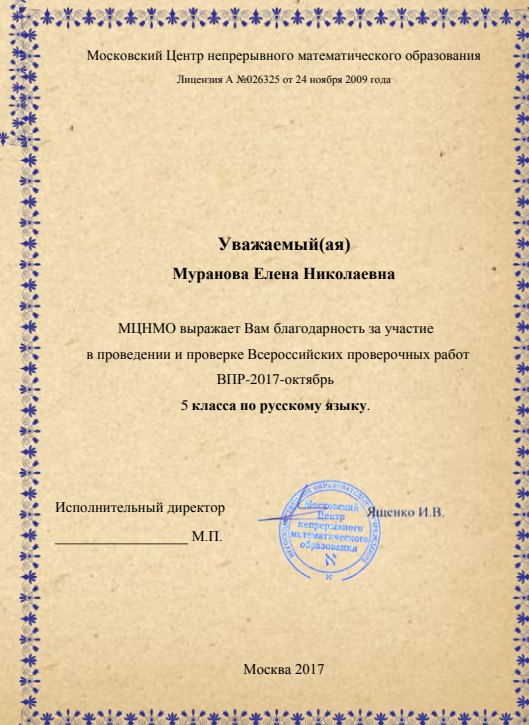 Московский Центр непрерывного математического образования
Лицензия А №026325 от 24 ноября 2009 года
Уважаемый(ая)
Муранова Елена Николаевна
МЦНМО выражает Вам благодарность за участие
в проведении и проверке Всероссийских проверочных работ
ВПР-2017-октябрь
5 класса по русскому языку.
Исполнительный директор
Ященко И.В.
М.П.
Московский
Центр
непрерывного
математического
образования
Москва 2017